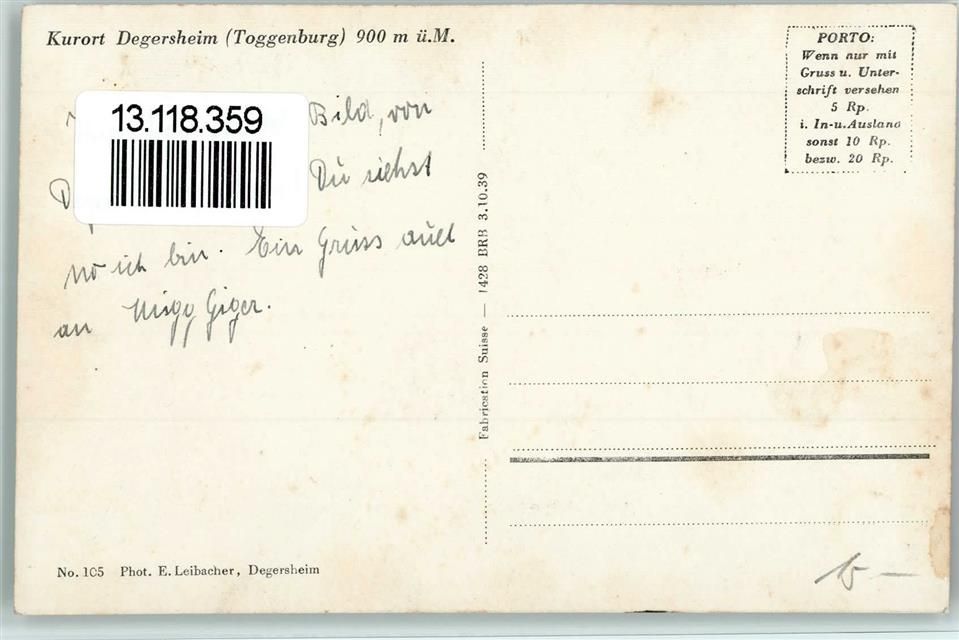 Kurort Degersheim (Toggenburg) 900 m ü.M.
13.118.359
Bild, von
Du siehst
wo ich bin. Ein Gruss auch
an Miggy Giger.
Fabrication Suisse — 1428 BRB 3.10.39
PORTO:
Wenn nur mit
Gruss u. Unter-
schrift versehen
5 Rp.
i. In-u.Ausland
sonst 10 Rp.
bezw. 20 Rp.
No. 105 Phot. E. Leibacher, Degersheim